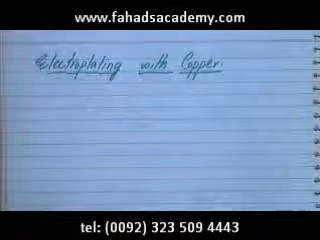 www.fahadsacademy.com
Electroplating with Copper.
tel: (0092) 323 509 4443